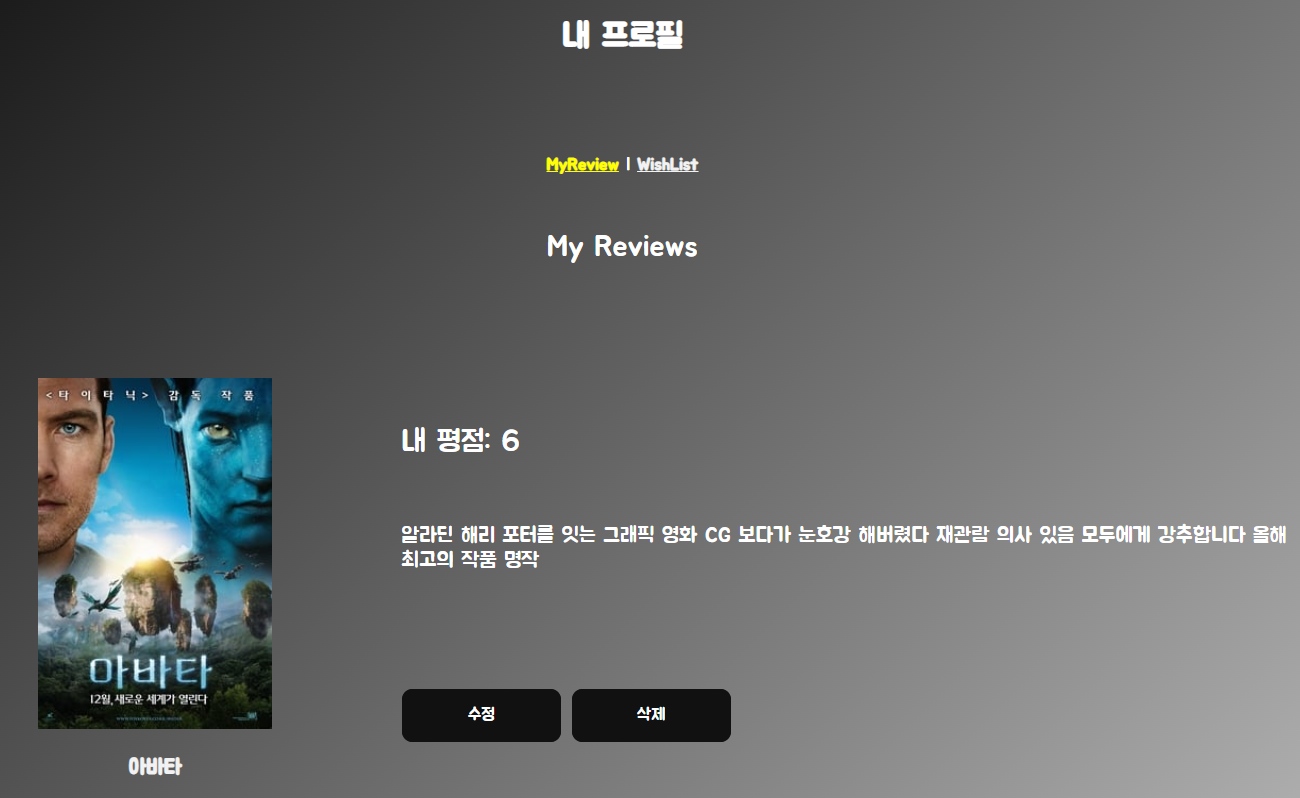 내 프로필
MyReview | WishList
My Reviews
<타이타닉> 감독 작품
아바타
12월, 새로운 세계가 열린다
아바타
내 평점: 6
알라딘 해리 포터를 잇는 그래픽 영화 CG 보다가 눈호강 해버렸다 재관람 의사 있음 모두에게 강추합니다 올해
최고의 작품 명작
수정
삭제